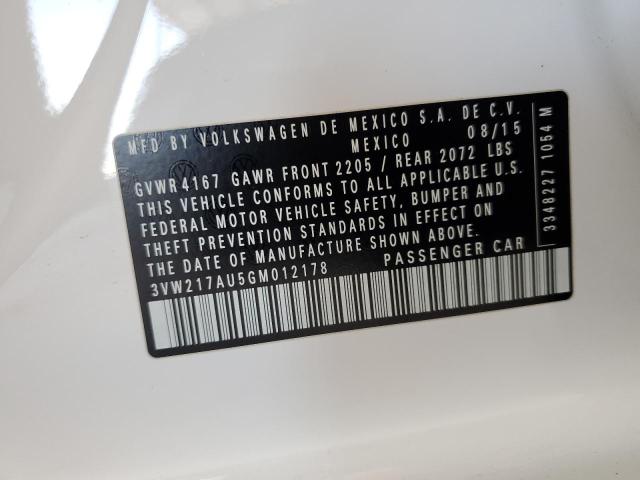 MFD BY VOLKSWAGEN DE MEXICO S.A. DE C.V.
MEXICO 08/15
GVWR 4167 GAWR FRONT 2205 / REAR 2072 LBS
THIS VEHICLE CONFORMS TO ALL APPLICABLE U.S.
FEDERAL MOTOR VEHICLE SAFETY, BUMPER AND
THEFT PREVENTION STANDARDS IN EFFECT ON
THE DATE OF MANUFACTURE SHOWN ABOVE.
3VW217AU5GM012178 PASSENGER CAR
3348227 1054 M